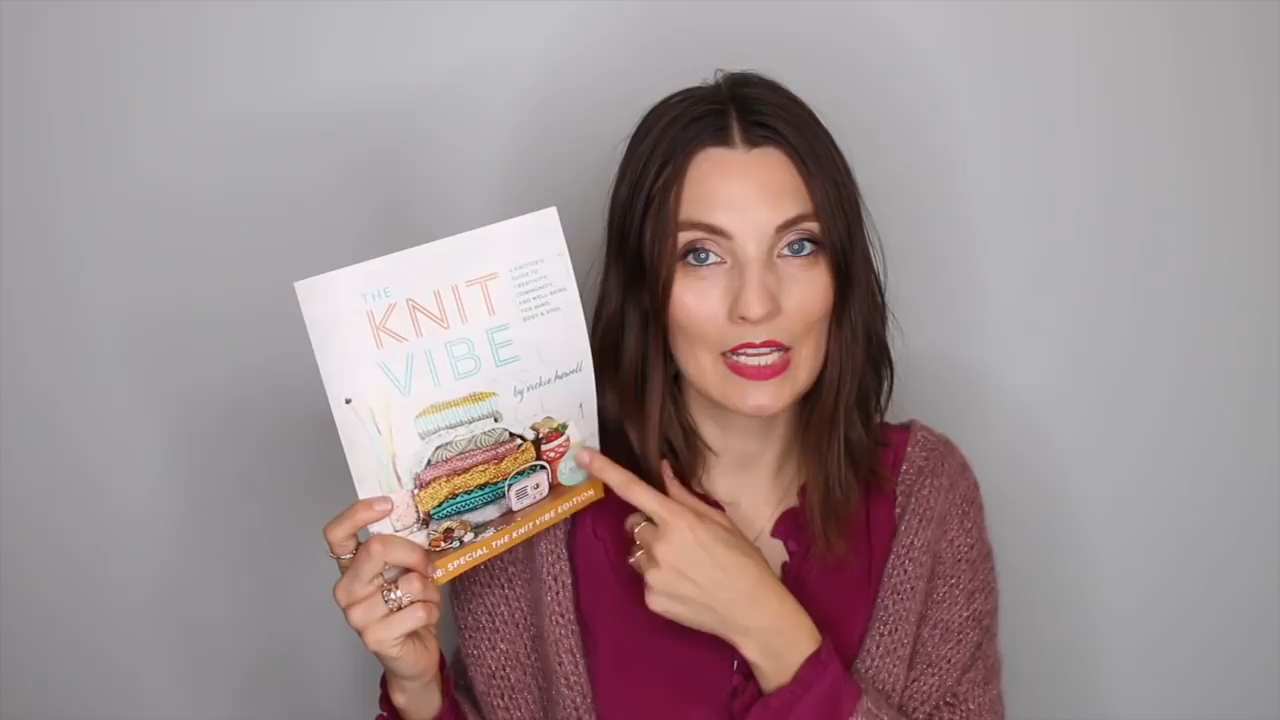 THE
KNIT
VIBE
A KNITTER'S
GUIDE TO
CREATIVITY,
COMMUNITY,
AND WELL-BEING
FOR MIND,
BODY & SOUL
by vickie howell
8: SPECIAL THE KNIT VIBE EDITION